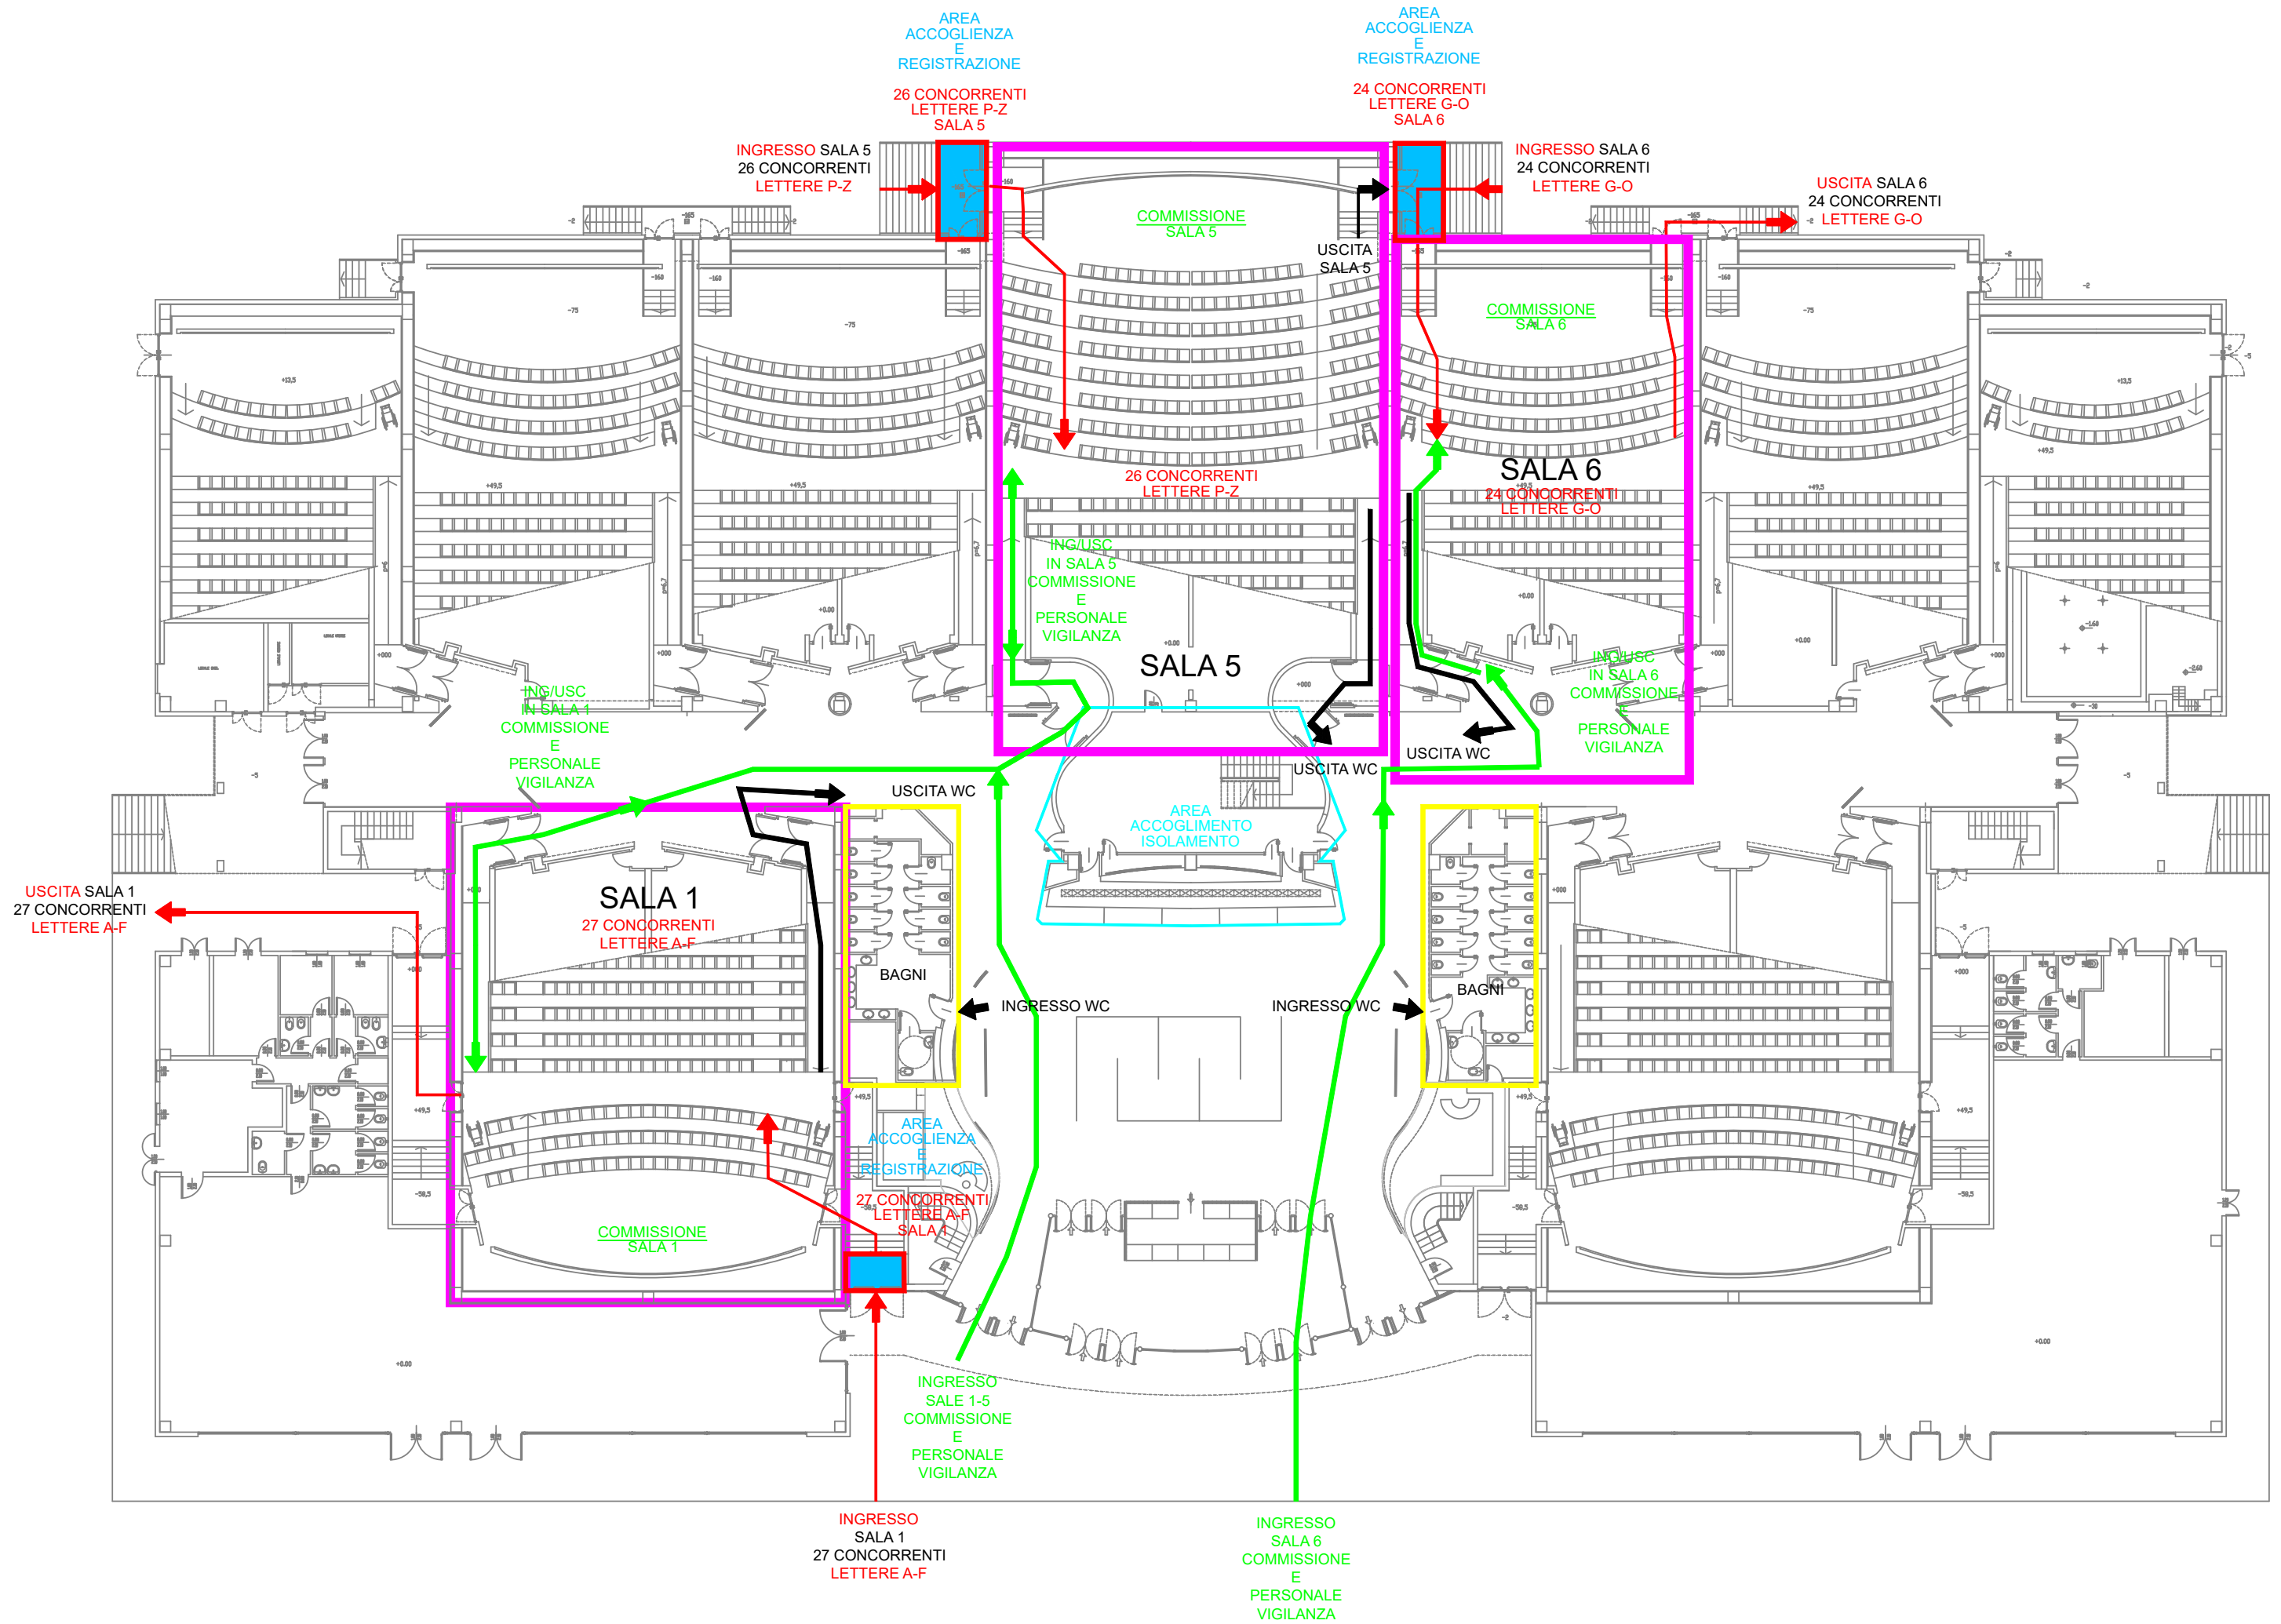 AREA
ACCOGLIENZA
E
REGISTRAZIONE
26 CONCORRENTI
LETTERE P-Z
SALA 5
AREA
ACCOGLIENZA
E
REGISTRAZIONE
24 CONCORRENTI
LETTERE G-O
SALA 6
INGRESSO SALA 5
26 CONCORRENTI
LETTERE P-Z
INGRESSO SALA 6
24 CONCORRENTI
LETTERE G-O
USCITA SALA 6
24 CONCORRENTI
LETTERE G-O
COMMISSIONE
SALA 5
USCITA
SALA 5
COMMISSIONE
SALA 6
26 CONCORRENTI
LETTERE P-Z
SALA 6
24 CONCORRENTI
LETTERE G-O
ING/USC
IN SALA 5
COMMISSIONE
E
PERSONALE
VIGILANZA
SALA 5
ING/USC
IN SALA 6
COMMISSIONE
E
PERSONALE
VIGILANZA
ING/USC
IN SALA 1
COMMISSIONE
E
PERSONALE
VIGILANZA
USCITA WC
USCITA WC
USCITA WC
AREA
ACCOGLIMENTO
ISOLAMENTO
USCITA SALA 1
27 CONCORRENTI
LETTERE A-F
SALA 1
27 CONCORRENTI
LETTERE A-F
BAGNI
BAGNI
INGRESSO WC
INGRESSO WC
AREA
ACCOGLIENZA
E
REGISTRAZIONE
27 CONCORRENTI
LETTERE A-F
SALA 1
COMMISSIONE
SALA 1
INGRESSO
SALE 1-5
COMMISSIONE
E
PERSONALE
VIGILANZA
INGRESSO
SALA 1
27 CONCORRENTI
LETTERE A-F
INGRESSO
SALA 6
COMMISSIONE
E
PERSONALE
VIGILANZA